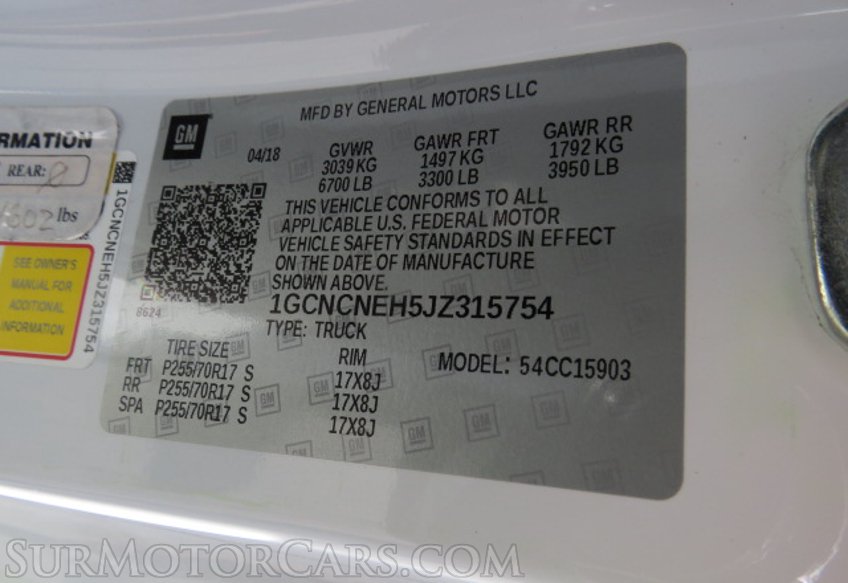 RMATION
REAR: 0
1802 lbs
SEE OWNER'S
MANUAL FOR
ADDITIONAL
INFORMATION
1GCNCNEH5JZ315754
GM
MFD BY GENERAL MOTORS LLC
04/18
GVWR GAWR FRT GAWR RR
3039 KG 1497 KG 1792 KG
6700 LB 3300 LB 3950 LB
THIS VEHICLE CONFORMS TO ALL
APPLICABLE U.S. FEDERAL MOTOR
VEHICLE SAFETY STANDARDS IN EFFECT
ON THE DATE OF MANUFACTURE
SHOWN ABOVE.
8624
1GCNCNEH5JZ315754
TYPE: TRUCK
TIRE SIZE RIM MODEL: 54CC15903
FRT P255/70R17 S 17X8J
RR P255/70R17 S 17X8J
SPA P255/70R17 S 17X8J
SURMOTORCARS.COM